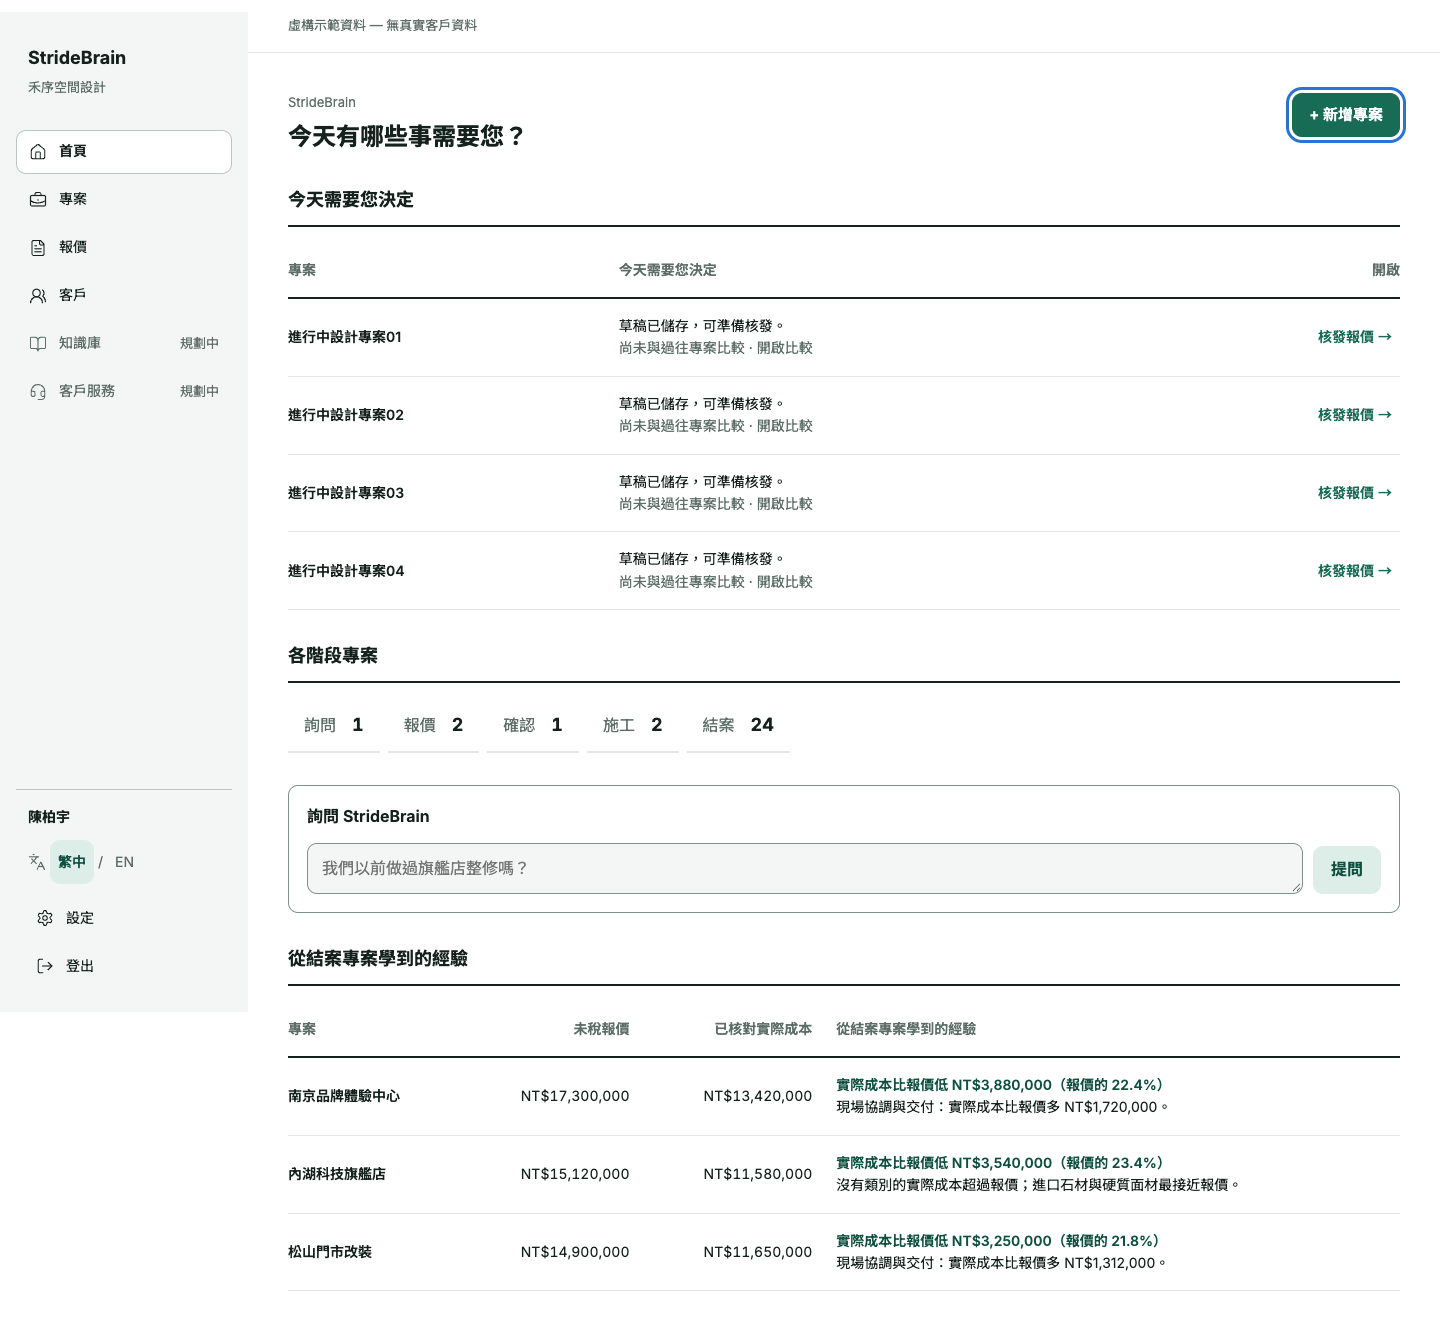 StrideBrain
禾序空間設計
首頁
專案
報價
客戶
知識庫 規劃中
客戶服務 規劃中
陳柏宇
繁中 / EN
設定
登出
虛構示範資料 — 無真實客戶資料
StrideBrain
今天有哪些事需要您？
+ 新增專案
今天需要您決定
專案 今天需要您決定 開啟
進行中設計專案01 草稿已儲存，可準備核發。 核發報價 →
尚未與過往專案比較 · 開啟比較
進行中設計專案02 草稿已儲存，可準備核發。 核發報價 →
尚未與過往專案比較 · 開啟比較
進行中設計專案03 草稿已儲存，可準備核發。 核發報價 →
尚未與過往專案比較 · 開啟比較
進行中設計專案04 草稿已儲存，可準備核發。 核發報價 →
尚未與過往專案比較 · 開啟比較
各階段專案
詢問 1 報價 2 確認 1 施工 2 結案 24
詢問 StrideBrain
我們以前做過旗艦店整修嗎？ 提問
從結案專案學到的經驗
專案 未稅報價 已核對實際成本 從結案專案學到的經驗
南京品牌體驗中心 NT$17,300,000 NT$13,420,000 實際成本比報價低 NT$3,880,000（報價的 22.4%）
現場協調與交付：實際成本比報價多 NT$1,720,000。
內湖科技旗艦店 NT$15,120,000 NT$11,580,000 實際成本比報價低 NT$3,540,000（報價的 23.4%）
沒有類別的實際成本超過報價；進口石材與硬質面材最接近報價。
松山門市改裝 NT$14,900,000 NT$11,650,000 實際成本比報價低 NT$3,250,000（報價的 21.8%）
現場協調與交付：實際成本比報價多 NT$1,312,000。